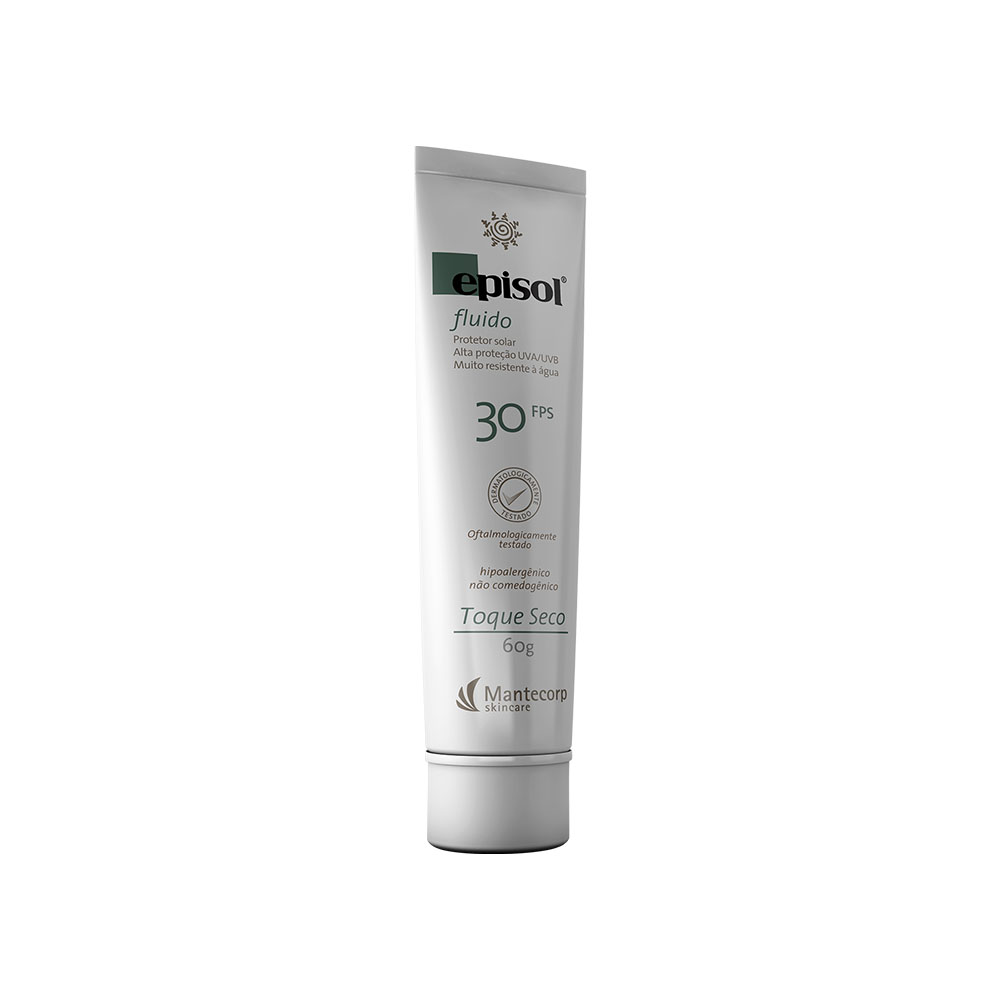 episol®
fluido
Protetor solar
Alta proteção UVA/UVB
Muito resistente à água
30 FPS
DERMATOLOGICAMENTE
TESTADO
Oftalmologicamente
testado
hipoalergênico
não comedogênico
Toque Seco
60g
Mantecorp
skincare